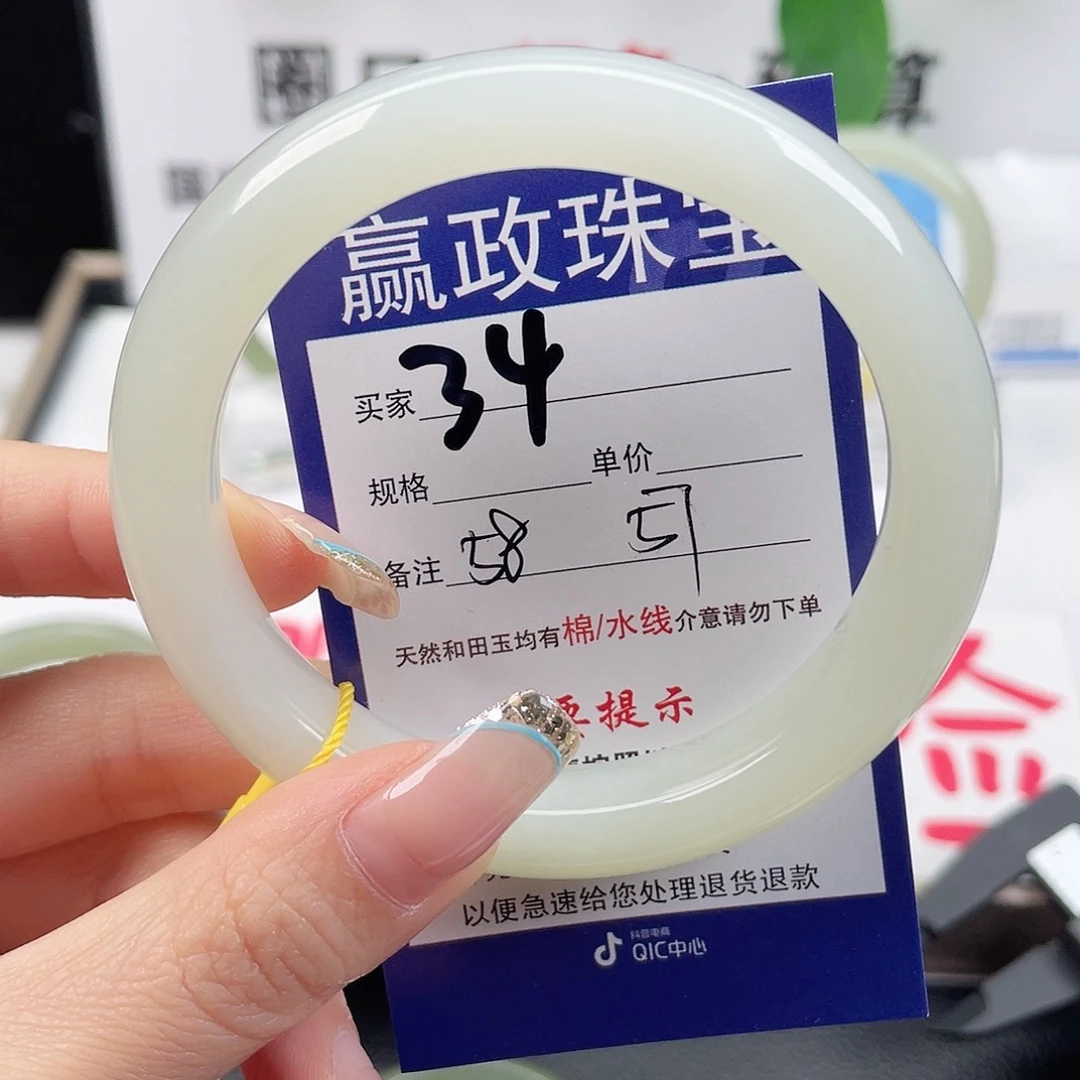 圈
算
赢政珠宝
买家 34
规格 单价
备注 58
天然和田玉均有棉/水线介意请勿下单
提示
以便急速给您处理退货退款
抖音电商
QIC中心